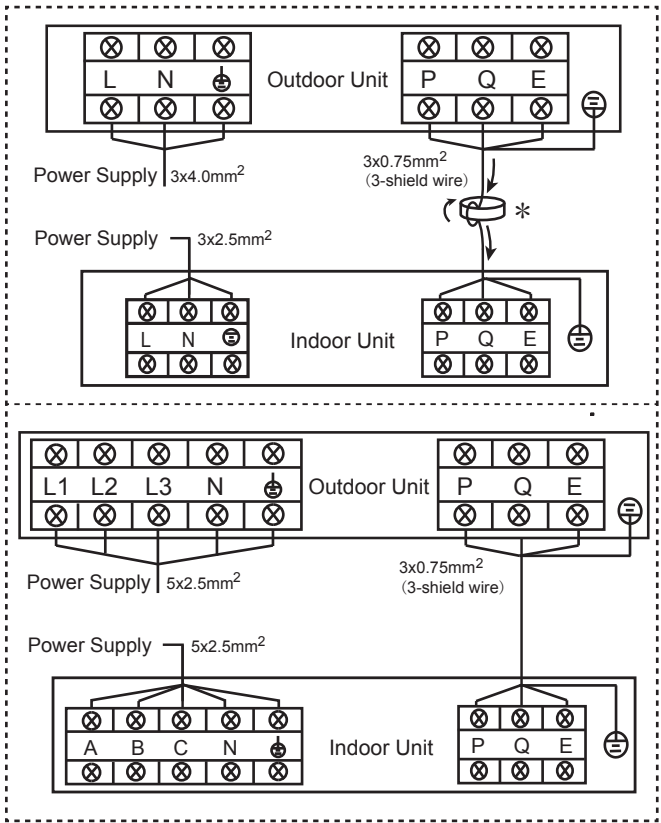 L N Outdoor Unit P Q E
Power Supply 3x4.0mm²
3x0.75mm²
(3-shield wire)
*
Power Supply 3x2.5mm²
L N Indoor Unit P Q E
L1 L2 L3 N Outdoor Unit P Q E
3x0.75mm²
(3-shield wire)
Power Supply 5x2.5mm²
Power Supply 5x2.5mm²
A B C N Indoor Unit P Q E